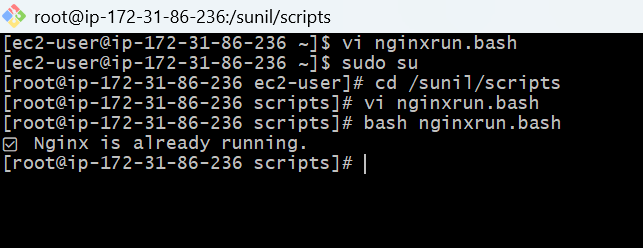 root@ip-172-31-86-236:/sunil/scripts
[ec2-user@ip-172-31-86-236 ~]$ vi nginxrun.bash
[ec2-user@ip-172-31-86-236 ~]$ sudo su
[root@ip-172-31-86-236 ec2-user]# cd /sunil/scripts
[root@ip-172-31-86-236 scripts]# vi nginxrun.bash
[root@ip-172-31-86-236 scripts]# bash nginxrun.bash
☑ Nginx is already running.
[root@ip-172-31-86-236 scripts]#